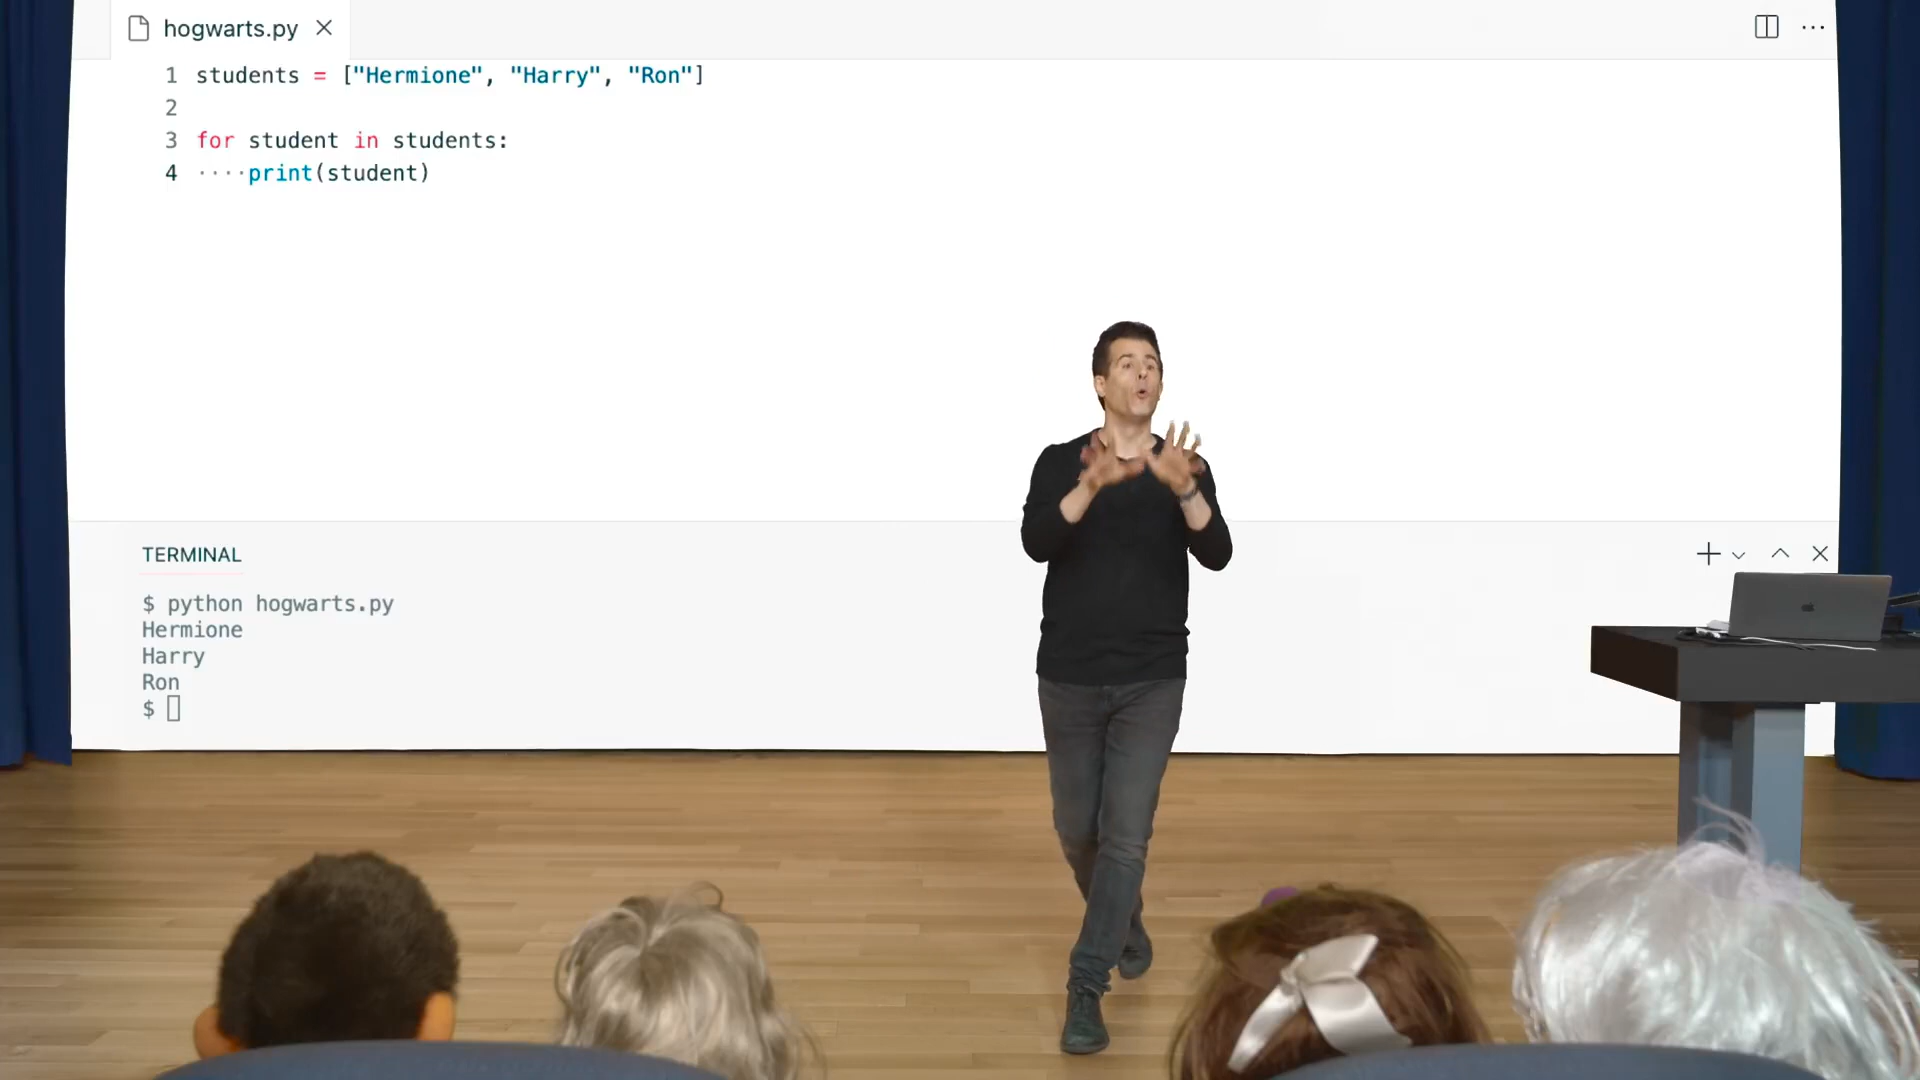 hogwarts.py
1 students = ["Hermione", "Harry", "Ron"]
2
3 for student in students:
4 ····print(student)
TERMINAL
$ python hogwarts.py
Hermione
Harry
Ron
$